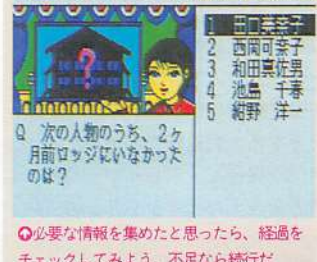 1 田口英奈子
2 西岡可奈子
3 和田真佐男
4 池島 千春
5 紺野 洋一
Q 次の人物のうち、2ヶ
月前ロッジにいなかった
のは?
必要な情報を集めたと思ったら、経過を
チェックしてみよう。不足なら続行だ